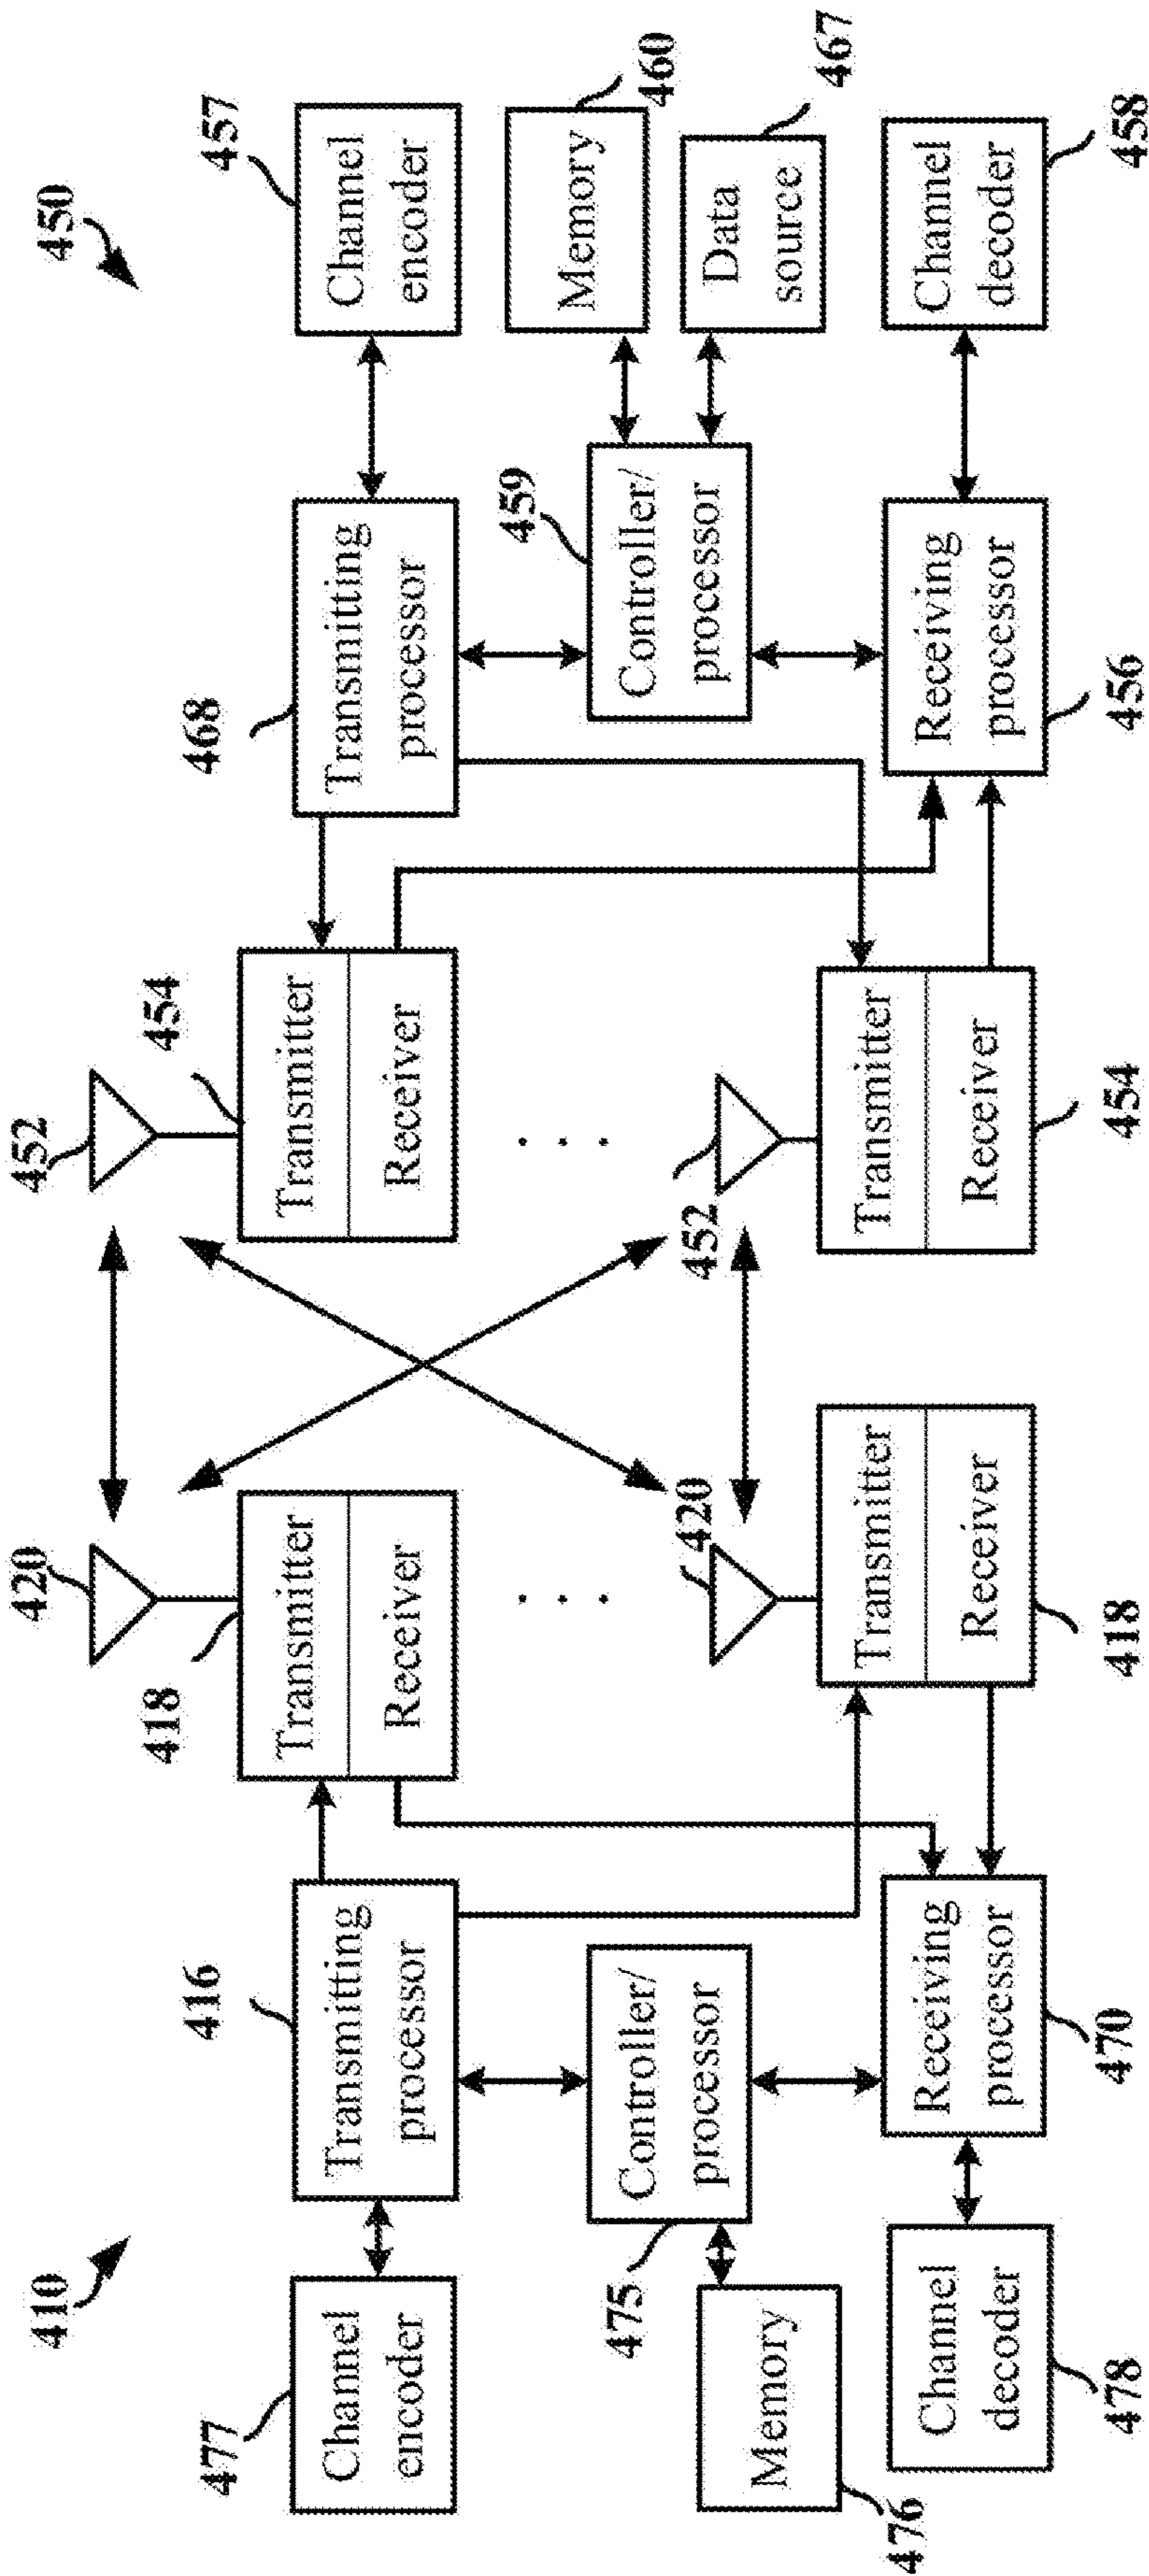 410
450
420
452
477
Channel
encoder
416
Transmitting
processor
418
Transmitter
Receiver
454
Transmitter
Receiver
468
Transmitting
processor
457
Channel
encoder
475
Controller/
processor
476
Memory
. . .
. . .
459
Controller/
processor
460
Memory
467
Data
source
420
452
478
Channel
decoder
470
Receiving
processor
418
Transmitter
Receiver
454
Transmitter
Receiver
456
Receiving
processor
458
Channel
decoder